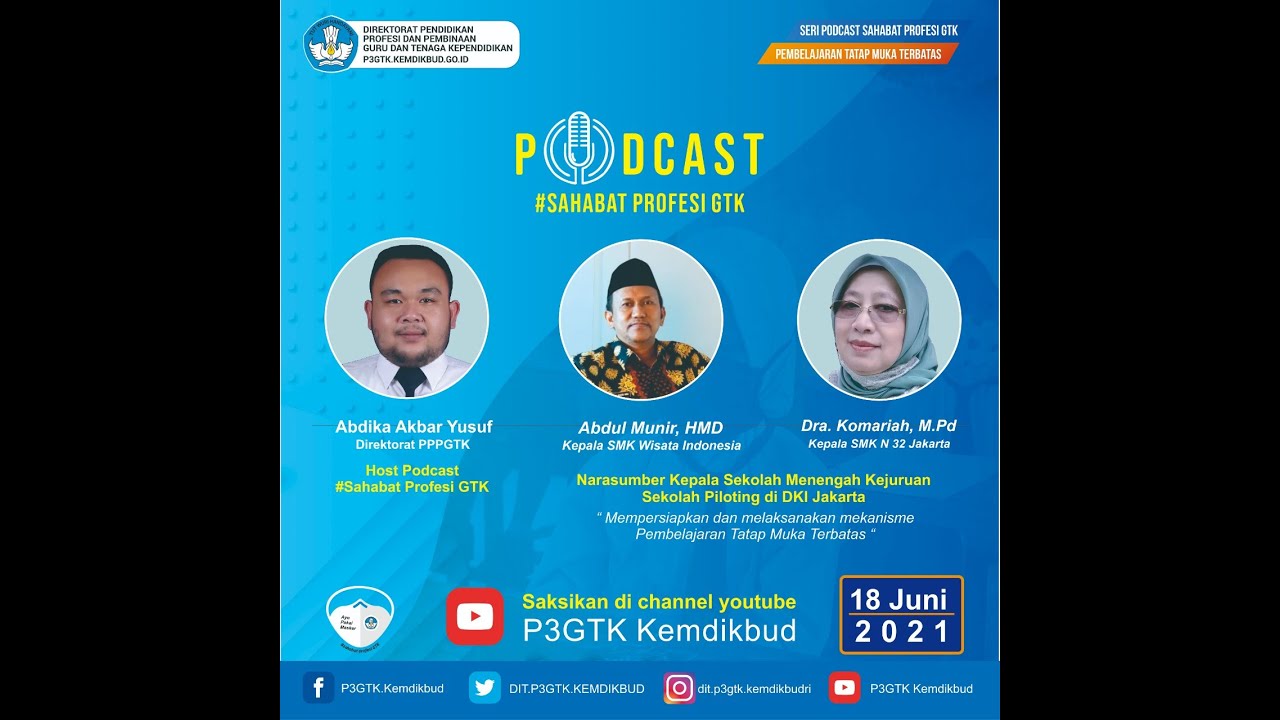 DIREKTORAT PENDIDIKAN
PROFESI DAN PEMBINAAN
GURU DAN TENAGA KEPENDIDIKAN
P3GTK.KEMDIKBUD.GO.ID
SERI PODCAST SAHABAT PROFESI GTK
PEMBELAJARAN TATAP MUKA TERBATAS
PODCAST
#SAHABAT PROFESI GTK
Abdika Akbar Yusuf
Direktorat PPPGTK
Host Podcast
#Sahabat Profesi GTK
Abdul Munir, HMD
Kepala SMK Wisata Indonesia
Dra. Komariah, M.Pd
Kepala SMK N 32 Jakarta
Narasumber Kepala Sekolah Menengah Kejuruan
Sekolah Piloting di DKI Jakarta
“ Mempersiapkan dan melaksanakan mekanisme
Pembelajaran Tatap Muka Terbatas “
Ayo
Pakai
Masker
Saksikan di channel youtube
P3GTK Kemdikbud
18 Juni
2021
P3GTK.Kemdikbud
DIT.P3GTK.KEMDIKBUD
dit.p3gtk.kemdikbudri
P3GTK Kemdikbud